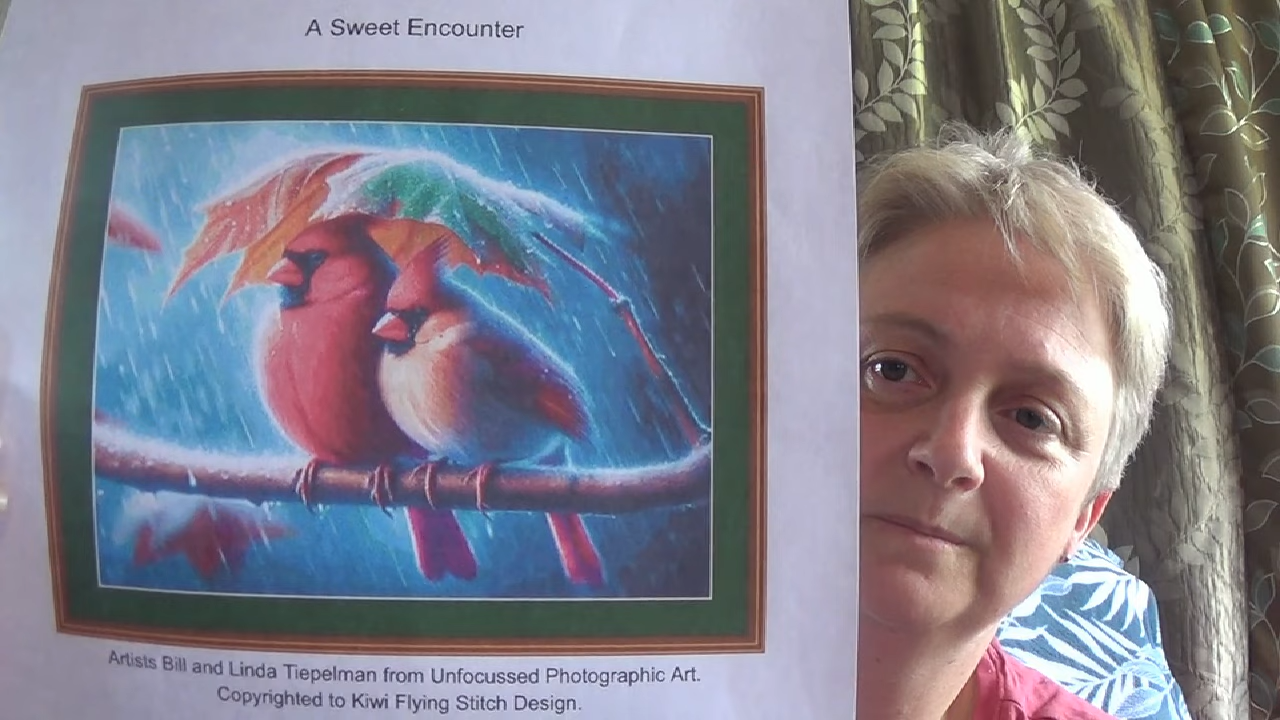 A Sweet Encounter
Artists Bill and Linda Tiepelman from Unfocussed Photographic Art.
Copyrighted to Kiwi Flying Stitch Design.